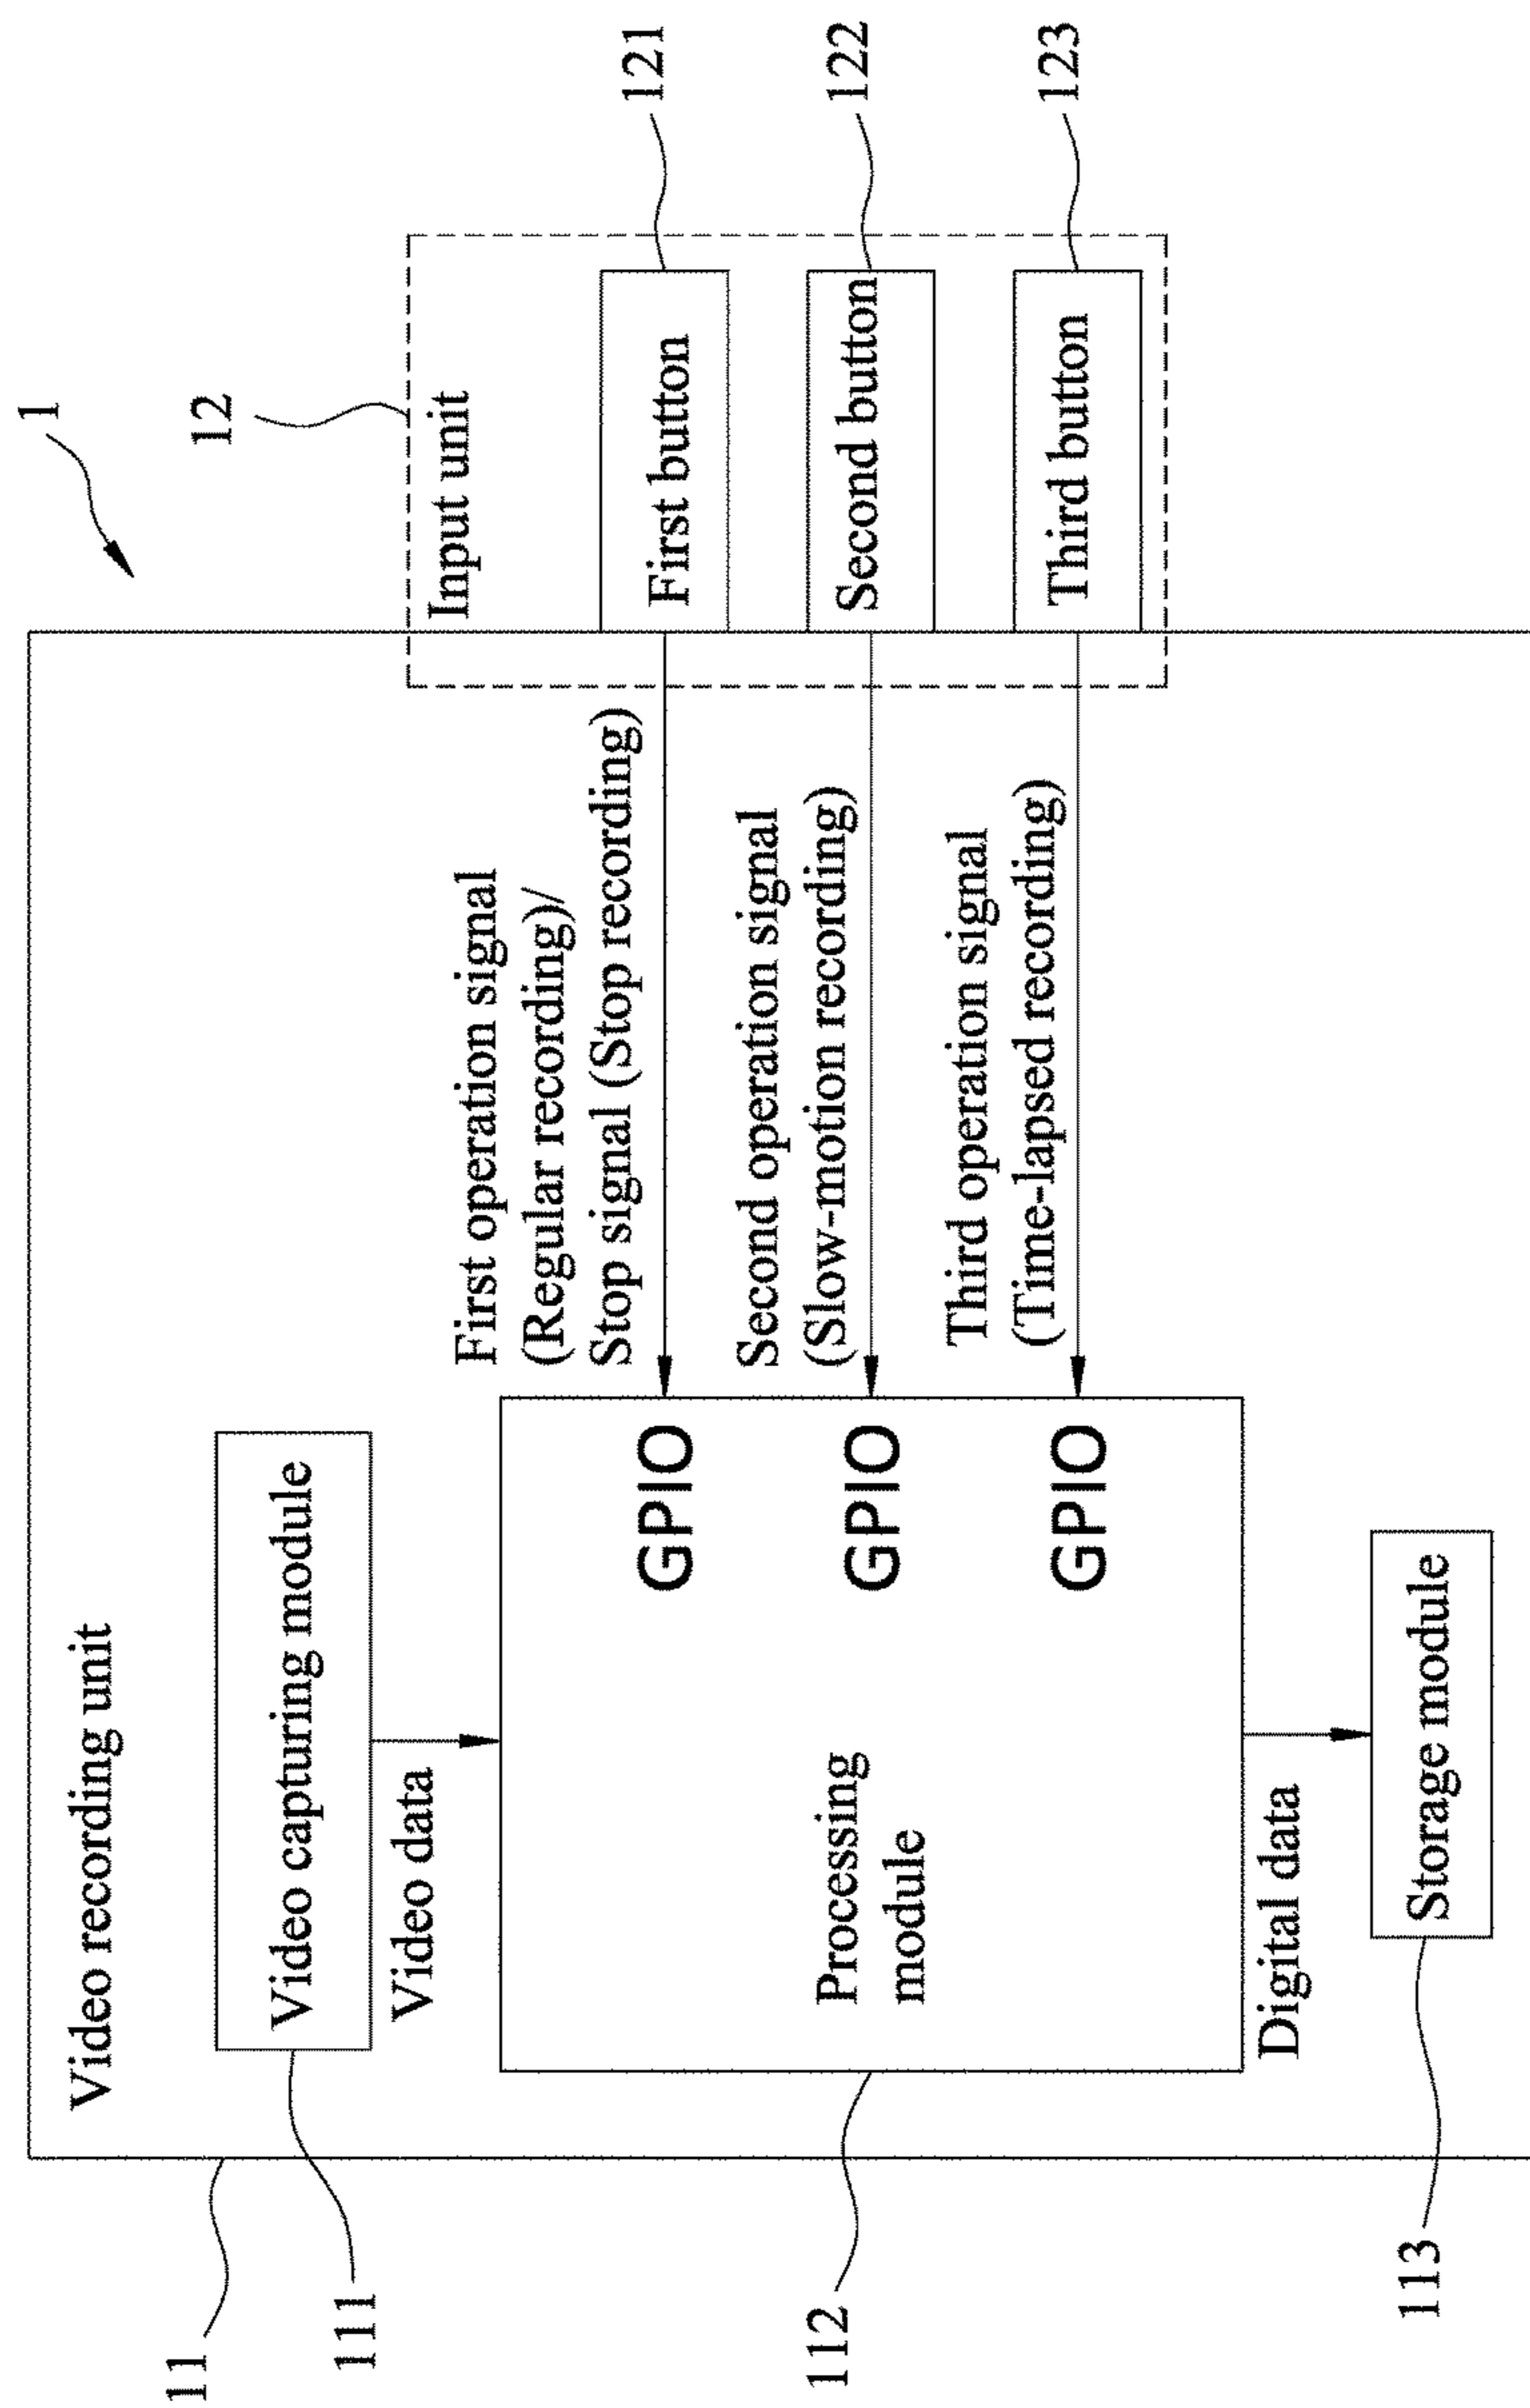 1
12
Input unit
First button
121
Second button
122
Third button
123
11
Video recording unit
111
Video capturing module
Video data
112
Processing
module
GPIO
GPIO
GPIO
First operation signal
(Regular recording)/
Stop signal (Stop recording)
Second operation signal
(Slow-motion recording)
Third operation signal
(Time-lapsed recording)
Digital data
113
Storage module